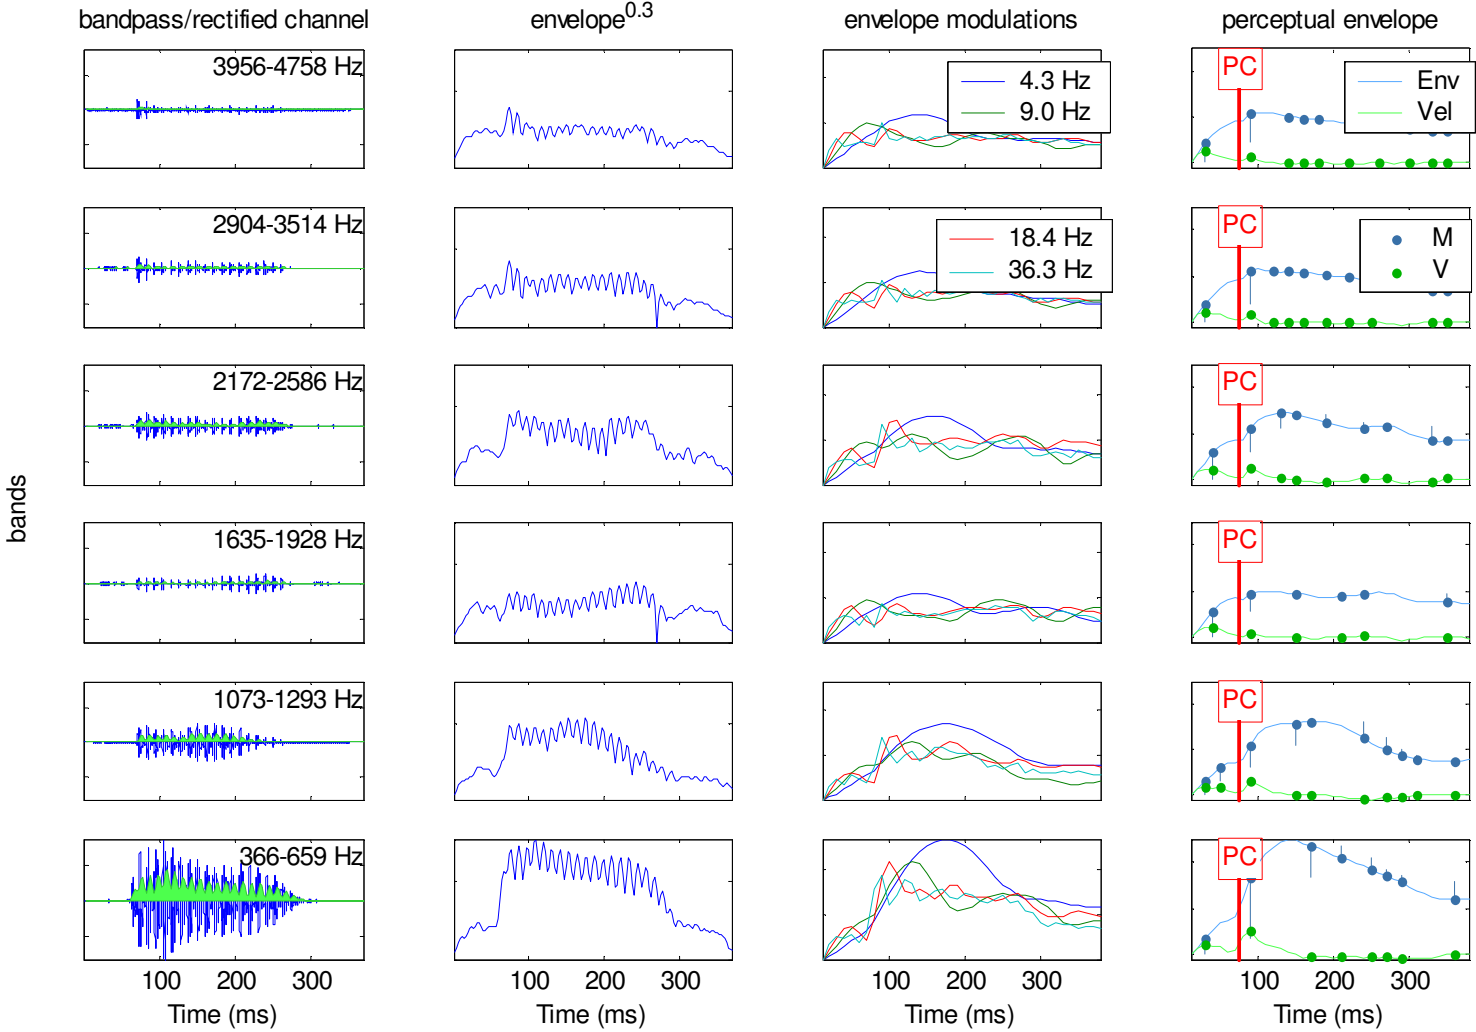 bandpass/rectified channel
envelope^0.3
envelope modulations
perceptual envelope
3956-4758 Hz
4.3 Hz
9.0 Hz
PC
Env
Vel
2904-3514 Hz
18.4 Hz
36.3 Hz
PC
M
V
2172-2586 Hz
PC
bands
1635-1928 Hz
PC
1073-1293 Hz
PC
366-659 Hz
PC
100 200 300
100 200 300
100 200 300
100 200 300
Time (ms)
Time (ms)
Time (ms)
Time (ms)